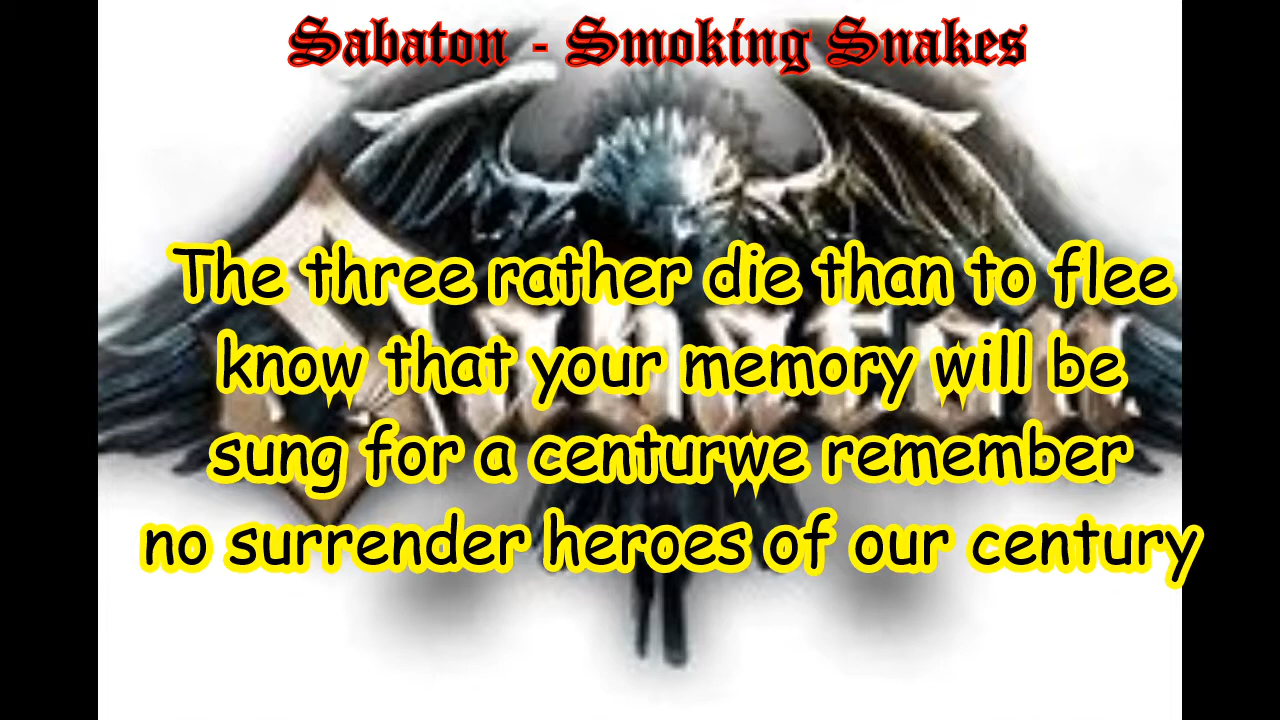 Sabaton - Smoking Snakes
The three rather die than to flee
know that your memory will be
sung for a centurwe remember
no surrender heroes of our century
Sabaton